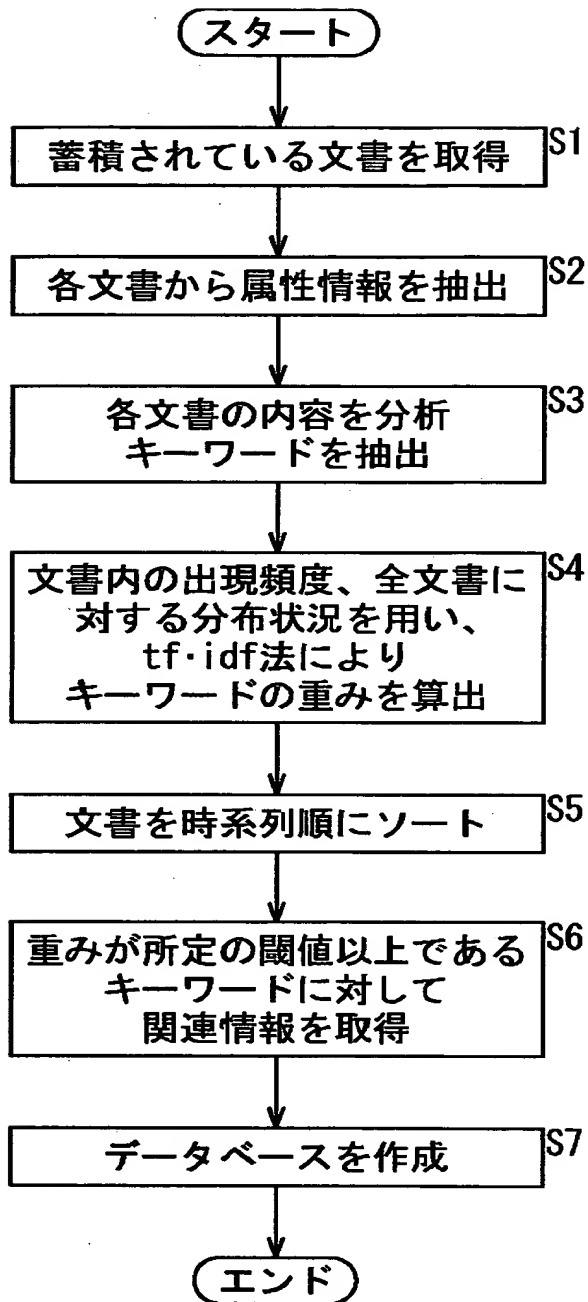 スタート
蓄積されている文書を取得
S1
各文書から属性情報を抽出
S2
各文書の内容を分析
キーワードを抽出
S3
文書内の出現頻度、全文書に
対する分布状況を用い、
tf・idf法により
キーワードの重みを算出
S4
文書を時系列順にソート
S5
重みが所定の閾値以上である
キーワードに対して
関連情報を取得
S6
データベースを作成
S7
エンド